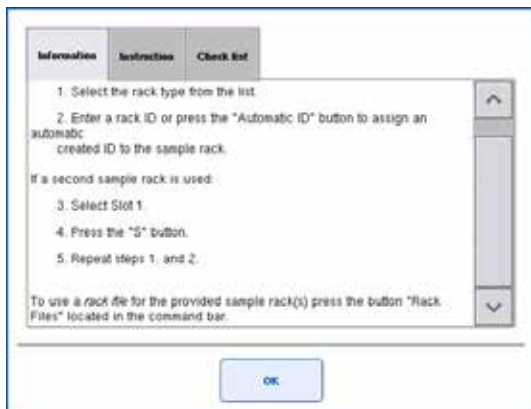 Information Instruction Check list
1. Select the rack type from the list.
2. Enter a rack ID or press the "Automatic ID" button to assign an
automatic
created ID to the sample rack.
If a second sample rack is used:
3. Select Slot 1.
4. Press the "S" button.
5. Repeat steps 1. and 2.
To use a rack file for the provided sample rack(s) press the button "Rack
Files" located in the command bar.
OK